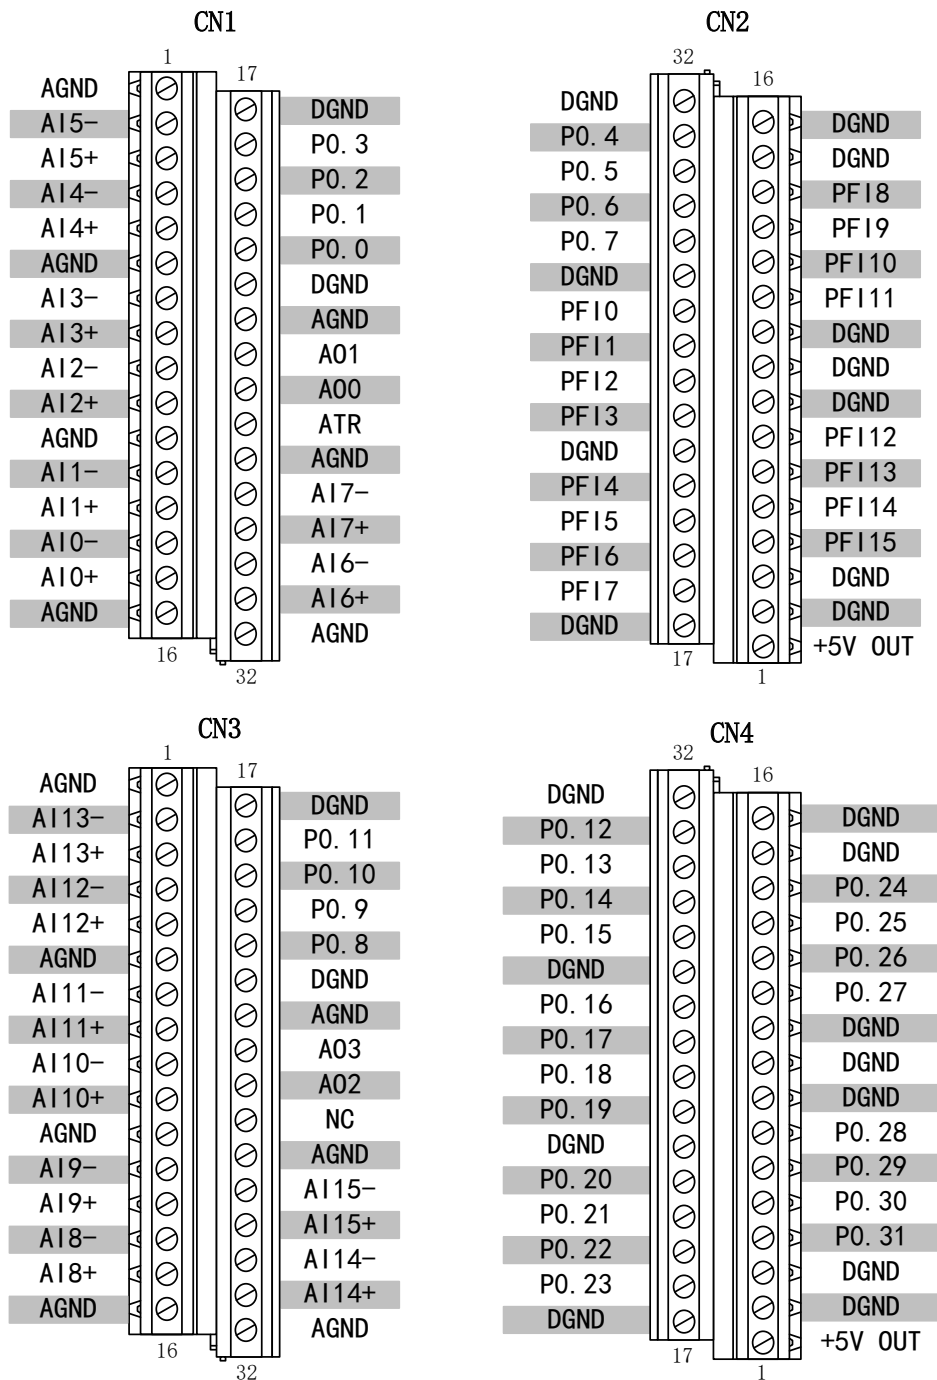 CN1
1
17
AGND
AI5-
AI5+
AI4-
AI4+
AGND
AI3-
AI3+
AI2-
AI2+
AGND
AI1-
AI1+
AI0-
AI0+
AGND
DGND
P0.3
P0.2
P0.1
P0.0
DGND
AGND
AO1
AO0
ATR
AGND
AI7-
AI7+
AI6-
AI6+
AGND
16
32
CN2
32
16
DGND
P0.4
P0.5
P0.6
P0.7
DGND
PFI0
PFI1
PFI2
PFI3
DGND
PFI4
PFI5
PFI6
PFI7
DGND
DGND
DGND
PFI8
PFI9
PFI10
PFI11
DGND
DGND
DGND
PFI12
PFI13
PFI14
PFI15
DGND
DGND
+5V OUT
17
1
CN3
1
17
AGND
AI13-
AI13+
AI12-
AI12+
AGND
AI11-
AI11+
AI10-
AI10+
AGND
AI9-
AI9+
AI8-
AI8+
AGND
DGND
P0.11
P0.10
P0.9
P0.8
DGND
AGND
AO3
AO2
NC
AGND
AI15-
AI15+
AI14-
AI14+
AGND
16
32
CN4
32
16
DGND
P0.12
P0.13
P0.14
P0.15
DGND
P0.16
P0.17
P0.18
P0.19
DGND
P0.20
P0.21
P0.22
P0.23
DGND
DGND
DGND
P0.24
P0.25
P0.26
P0.27
DGND
DGND
DGND
P0.28
P0.29
P0.30
P0.31
DGND
DGND
+5V OUT
17
1